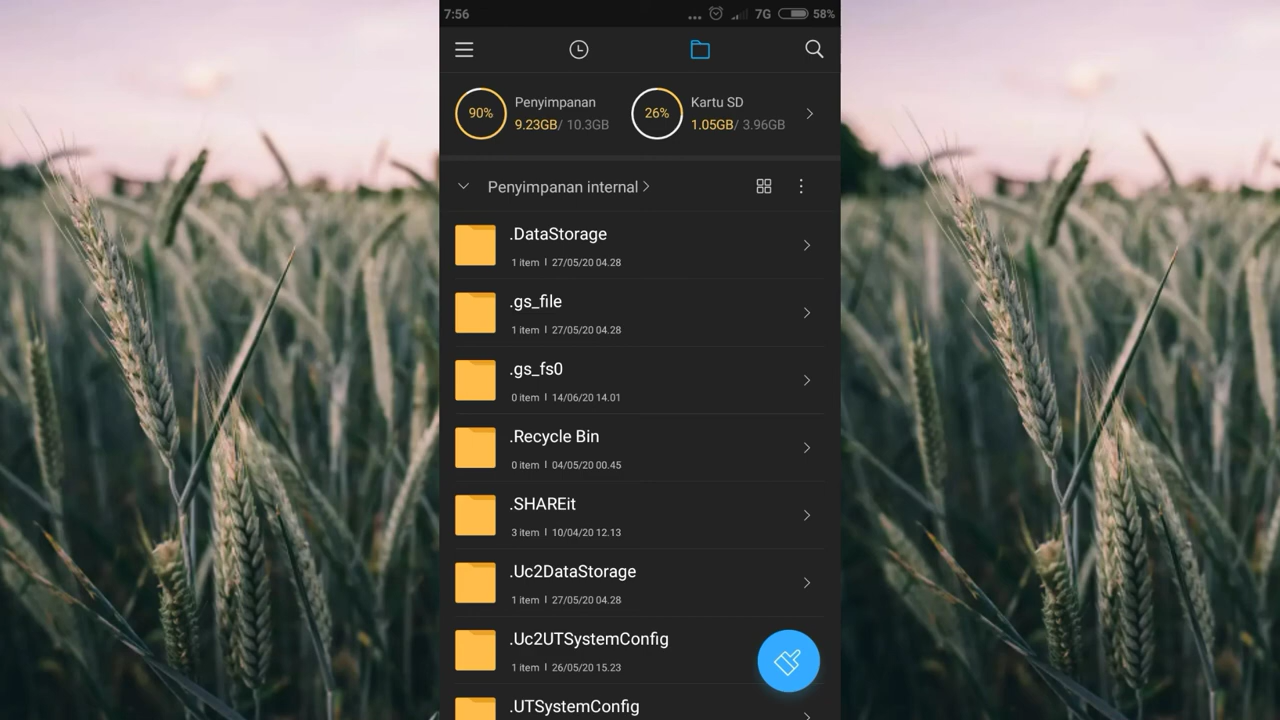 7:56 ... 7G 58%
90% Penyimpanan 9.23GB/ 10.3GB
26% Kartu SD 1.05GB/ 3.96GB
Penyimpanan internal >
.DataStorage
1 item | 27/05/20 04.28
.gs_file
1 item | 27/05/20 04.28
.gs_fs0
0 item | 14/06/20 14.01
.Recycle Bin
0 item | 04/05/20 00.45
.SHAREit
3 item | 10/04/20 12.13
.Uc2DataStorage
1 item | 27/05/20 04.28
.Uc2UTSystemConfig
1 item | 26/05/20 15.23
.UTSystemConfig